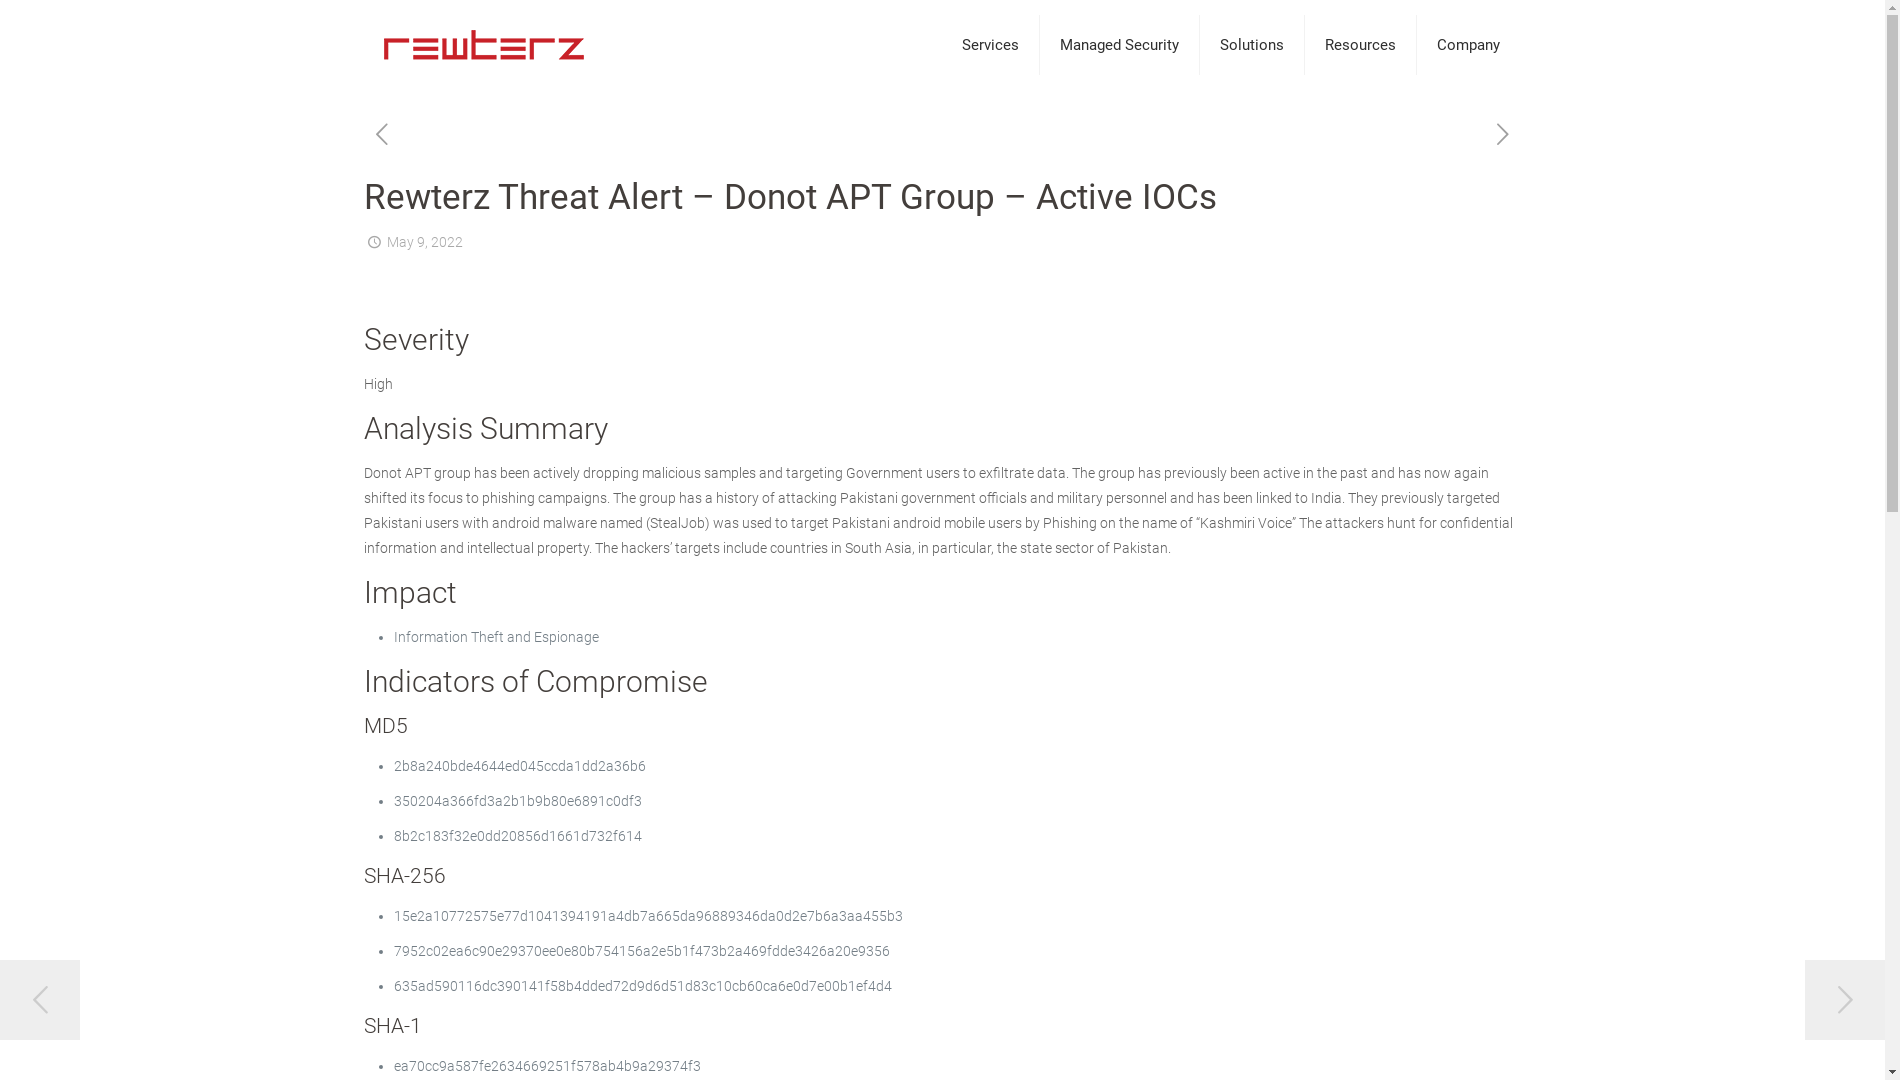 rewterz
Services
Managed Security
Solutions
Resources
Company
Rewterz Threat Alert – Donot APT Group – Active IOCs
May 9, 2022
Severity
High
Analysis Summary
Donot APT group has been actively dropping malicious samples and targeting Government users to exfiltrate data. The group has previously been active in the past and has now again
shifted its focus to phishing campaigns. The group has a history of attacking Pakistani government officials and military personnel and has been linked to India. They previously targeted
Pakistani users with android malware named (StealJob) was used to target Pakistani android mobile users by Phishing on the name of “Kashmiri Voice” The attackers hunt for confidential
information and intellectual property. The hackers’ targets include countries in South Asia, in particular, the state sector of Pakistan.
Impact
• Information Theft and Espionage
Indicators of Compromise
MD5
• 2b8a240bde4644ed045ccda1dd2a36b6
• 350204a366fd3a2b1b9b80e6891c0df3
• 8b2c183f32e0dd20856d1661d732f614
SHA-256
• 15e2a10772575e77d1041394191a4db7a665da96889346da0d2e7b6a3aa455b3
• 7952c02ea6c90e29370ee0e80b754156a2e5b1f473b2a469fdde3426a20e9356
• 635ad590116dc390141f58b4dded72d9d6d51d83c10cb60ca6e0d7e00b1ef4d4
SHA-1
• ea70cc9a587fe2634669251f578ab4b9a29374f3